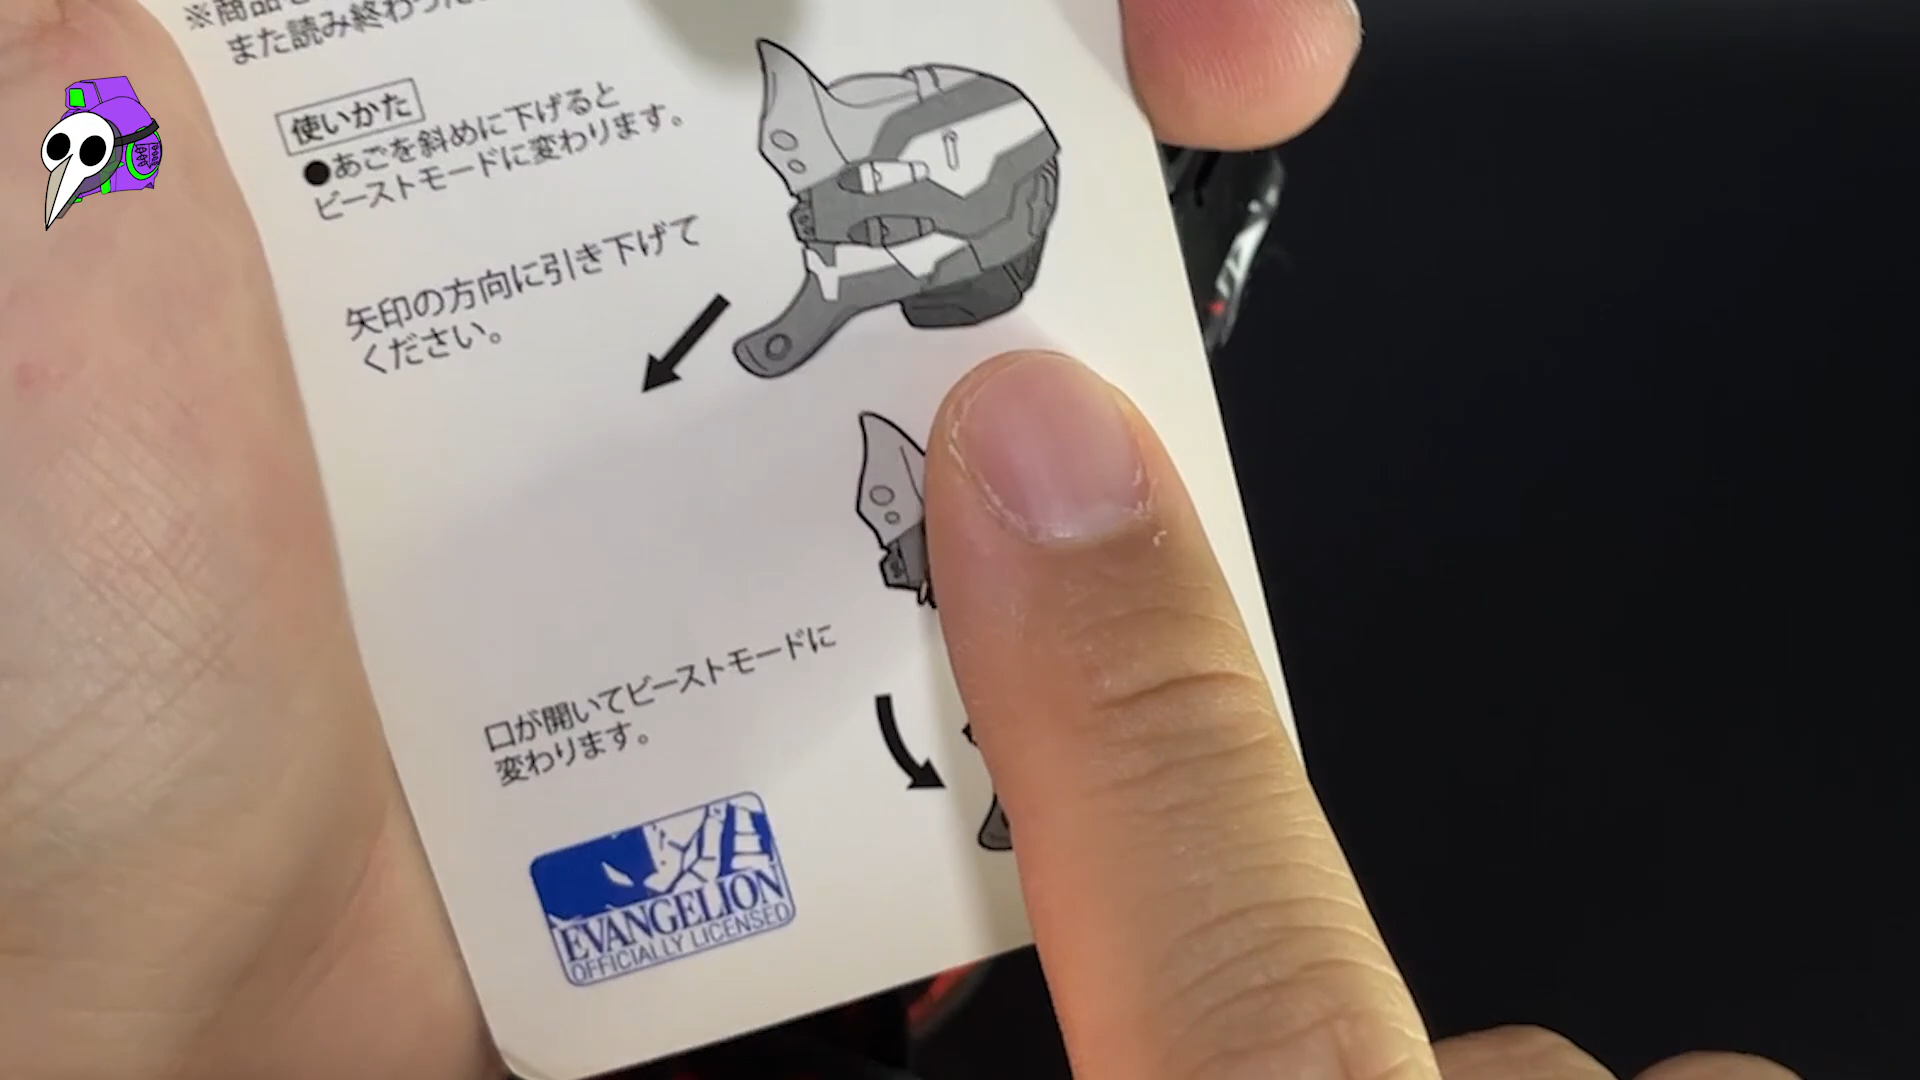 ※商品を
また読み終わった
使いかた
●あごを斜めに下げると
ビーストモードに変わります。
矢印の方向に引き下げて
ください。
口が開いてビーストモードに
変わります。
EVANGELION
OFFICIALLY LICENSED